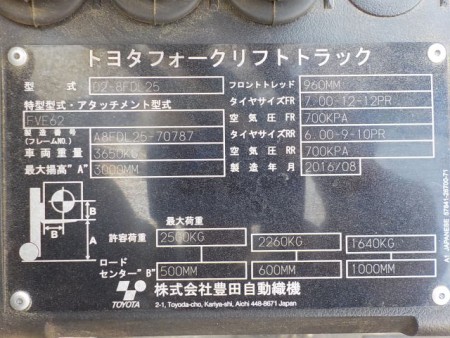 トヨタフォークリフトトラック
型 式 02-8FDL25 フロントトレッド 960MM
特型型式・アタッチメント型式 タイヤサイズFR 7.00-12-12PR
FVE62 空気圧FR 700KPA
製造番号 (フレームNO.) A8FDL25-70787 タイヤサイズRR 6.00-9-10PR
車両重量 3650KG 空気圧RR 700KPA
最大揚高"A" 3000MM 製造年月 2016/08
B
B
A
最大荷重
許容荷重 2500KG 2260KG 1640KG
ロード
センター"B" 500MM 600MM 1000MM
TOYOTA 株式会社豊田自動織機
2-1, Toyoda-cho, Kariya-shi, Aichi 448-8671 Japan
A1 JAPANESE 67841-26700-71